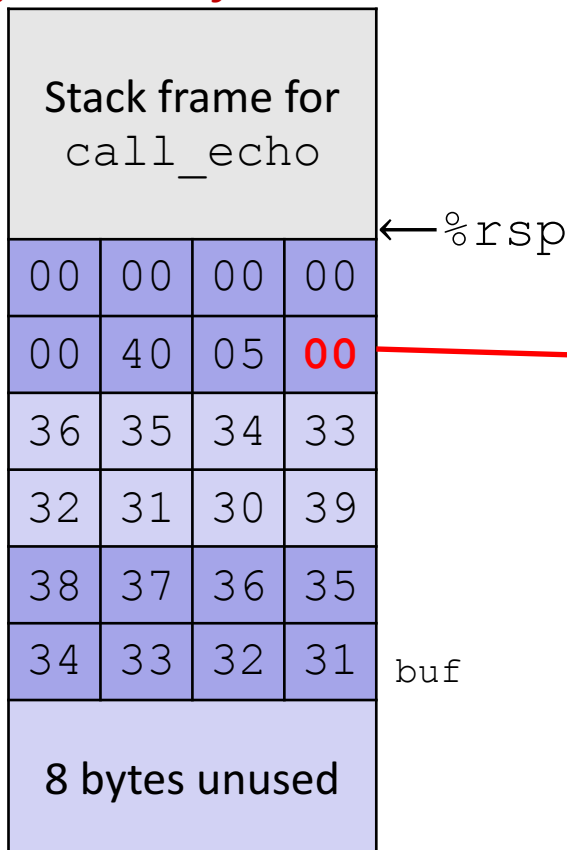 Stack frame for
call_echo
←%rsp
00 00 00 00
00 40 05 00
36 35 34 33
32 31 30 39
38 37 36 35
34 33 32 31 buf
8 bytes unused